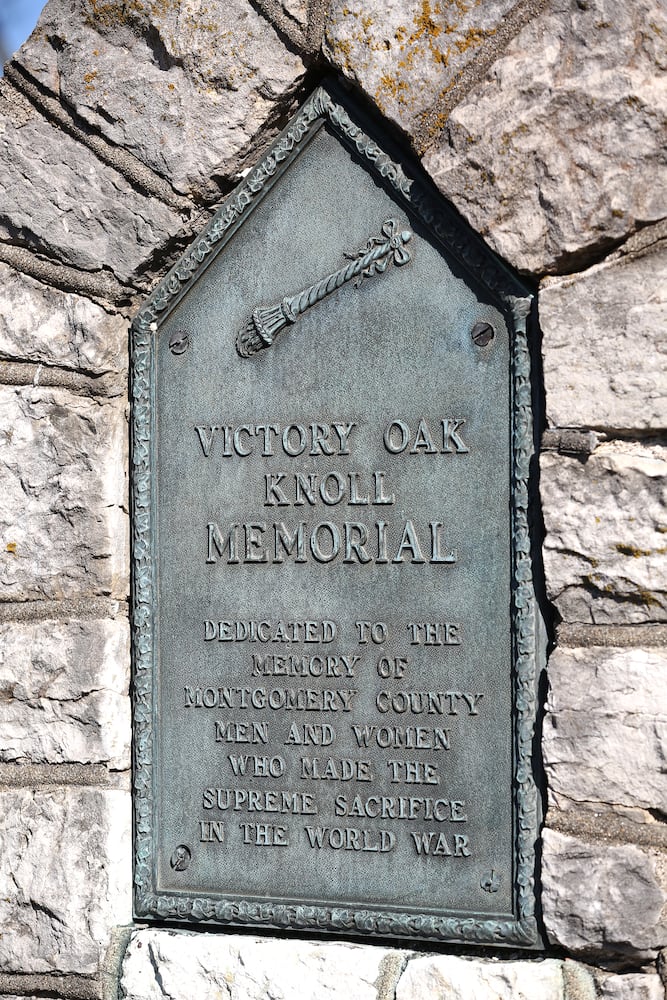 VICTORY OAK
KNOLL
MEMORIAL
DEDICATED TO THE
MEMORY OF
MONTGOMERY COUNTY
MEN AND WOMEN
WHO MADE THE
SUPREME SACRIFICE
IN THE WORLD WAR